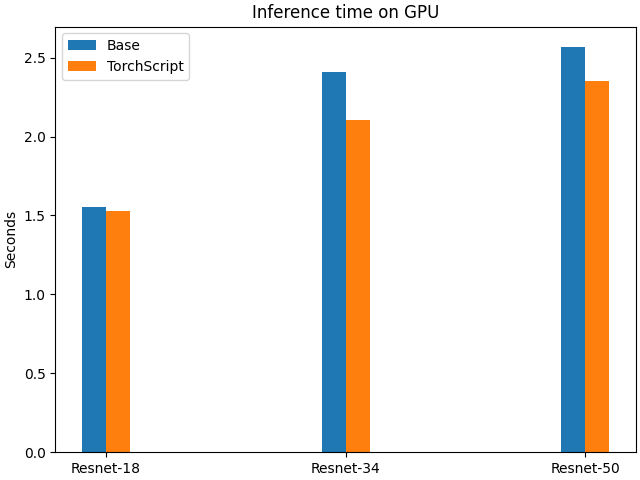 Inference time on GPU
Base
TorchScript
Seconds
2.5
2.0
1.5
1.0
0.5
0.0
Resnet-18 Resnet-34 Resnet-50